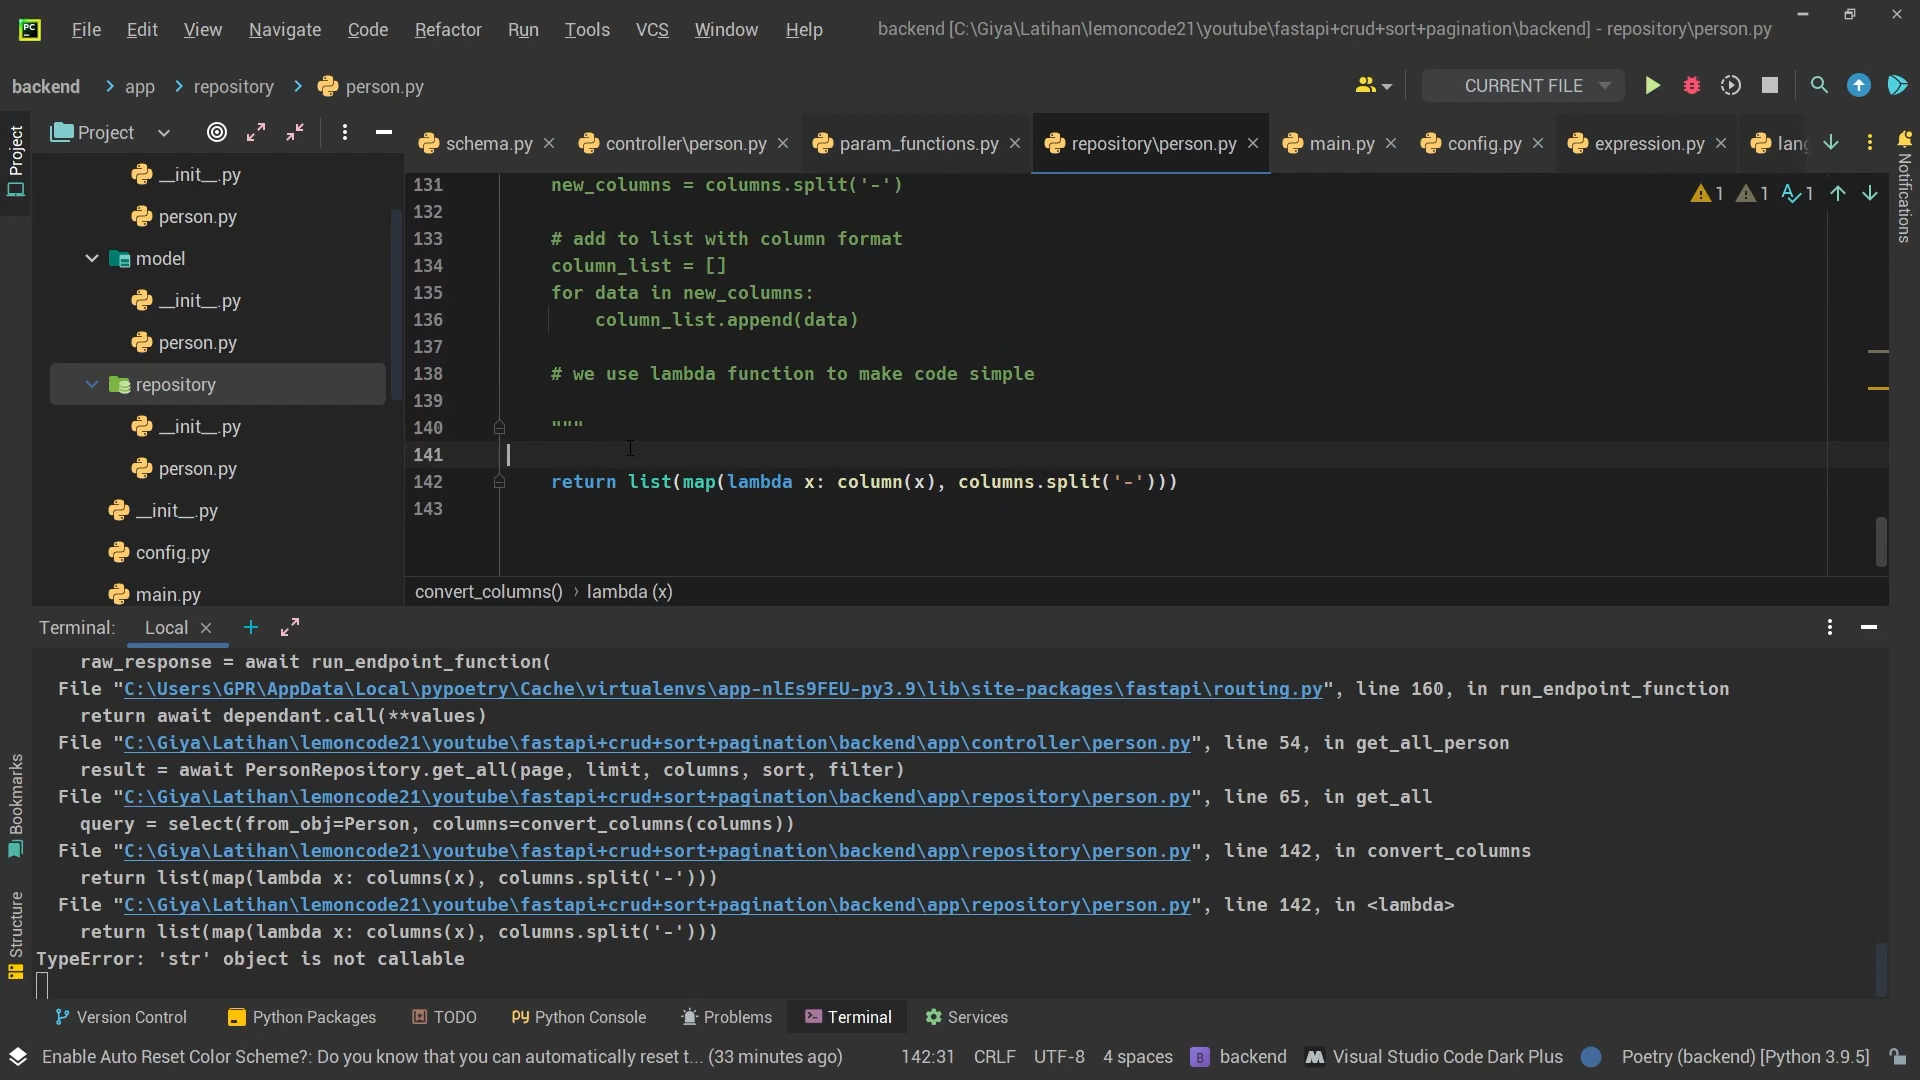 PC File Edit View Navigate Code Refactor Run Tools VCS Window Help backend [C:\Giya\Latihan\lemoncode21\youtube\fastapi+crud+sort+pagination\backend] - repository\person.py
backend app repository person.py CURRENT FILE
Project
schema.py controller\person.py param_functions.py repository\person.py main.py config.py expression.py lang
Project
Notifications
__init__.py
person.py
model
__init__.py
person.py
repository
__init__.py
person.py
__init__.py
config.py
main.py
1 1 1
131 new_columns = columns.split('-')
132
133 # add to list with column format
134 column_list = []
135 for data in new_columns:
136 column_list.append(data)
137
138 # we use lambda function to make code simple
139
140 """
141
142 return list(map(lambda x: column(x), columns.split('-')))
143
convert_columns() › lambda (x)
Terminal: Local
raw_response = await run_endpoint_function(
File "C:\Users\GPR\AppData\Local\pypoetry\Cache\virtualenvs\app-nlEs9FEU-py3.9\lib\site-packages\fastapi\routing.py", line 160, in run_endpoint_function
return await dependant.call(**values)
File "C:\Giya\Latihan\lemoncode21\youtube\fastapi+crud+sort+pagination\backend\app\controller\person.py", line 54, in get_all_person
result = await PersonRepository.get_all(page, limit, columns, sort, filter)
File "C:\Giya\Latihan\lemoncode21\youtube\fastapi+crud+sort+pagination\backend\app\repository\person.py", line 65, in get_all
query = select(from_obj=Person, columns=convert_columns(columns))
File "C:\Giya\Latihan\lemoncode21\youtube\fastapi+crud+sort+pagination\backend\app\repository\person.py", line 142, in convert_columns
return list(map(lambda x: columns(x), columns.split('-')))
File "C:\Giya\Latihan\lemoncode21\youtube\fastapi+crud+sort+pagination\backend\app\repository\person.py", line 142, in <lambda>
return list(map(lambda x: columns(x), columns.split('-')))
TypeError: 'str' object is not callable
Bookmarks
Structure
Version Control Python Packages TODO Python Console Problems Terminal Services
Enable Auto Reset Color Scheme?: Do you know that you can automatically reset t... (33 minutes ago) 142:31 CRLF UTF-8 4 spaces B backend M Visual Studio Code Dark Plus Poetry (backend) [Python 3.9.5]